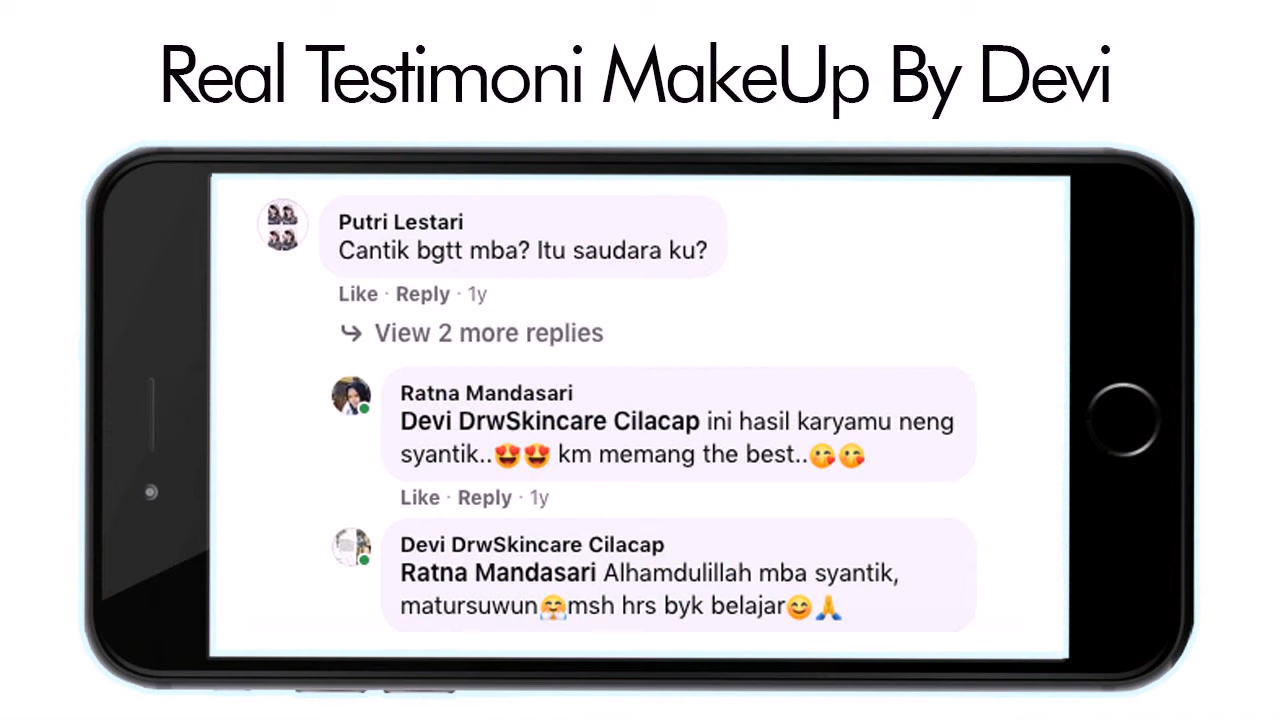 Real Testimoni MakeUp By Devi
Putri Lestari
Cantik bgtt mba? Itu saudara ku?
Like · Reply · 1y
View 2 more replies
Ratna Mandasari
Devi DrwSkincare Cilacap ini hasil karyamu neng
syantik..😍😍 km memang the best..😘😘
Like · Reply · 1y
Devi DrwSkincare Cilacap
Ratna Mandasari Alhamdulillah mba syantik,
matursuwun🤗msh hrs byk belajar😊🙏